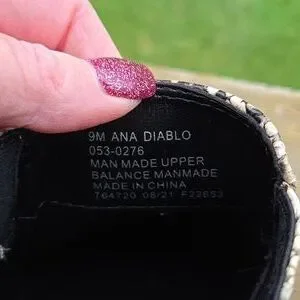 9M ANA DIABLO
053-0276
MAN MADE UPPER
BALANCE MANMADE
MADE IN CHINA
764720 08/21 F22653